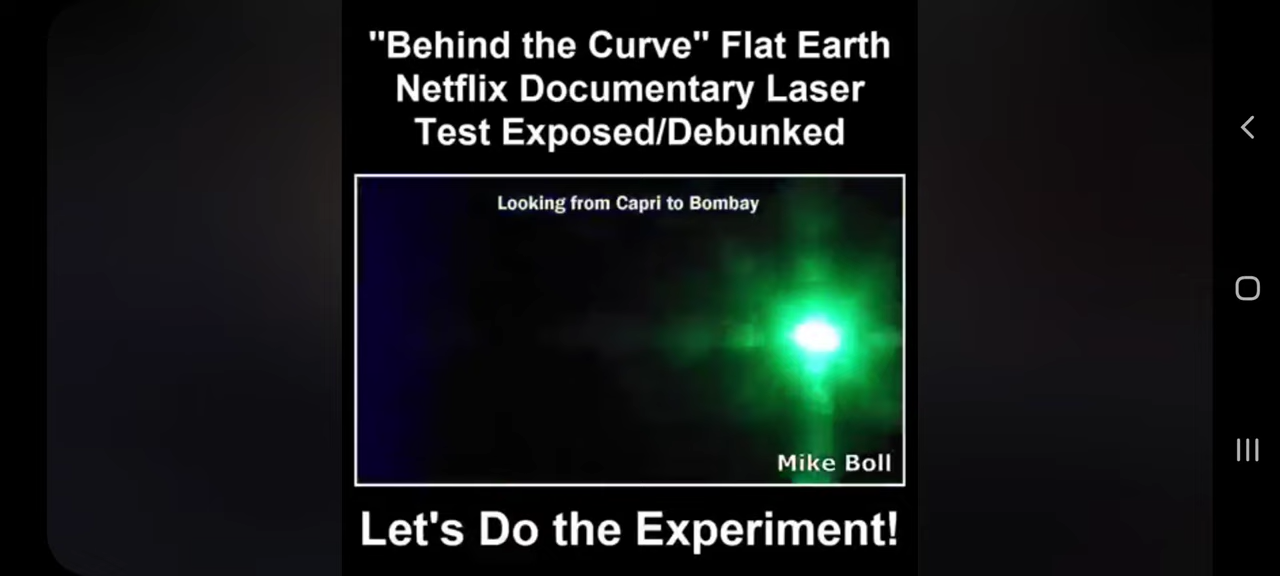 "Behind the Curve" Flat Earth
Netflix Documentary Laser
Test Exposed/Debunked
Looking from Capri to Bombay
Mike Boll
Let's Do the Experiment!